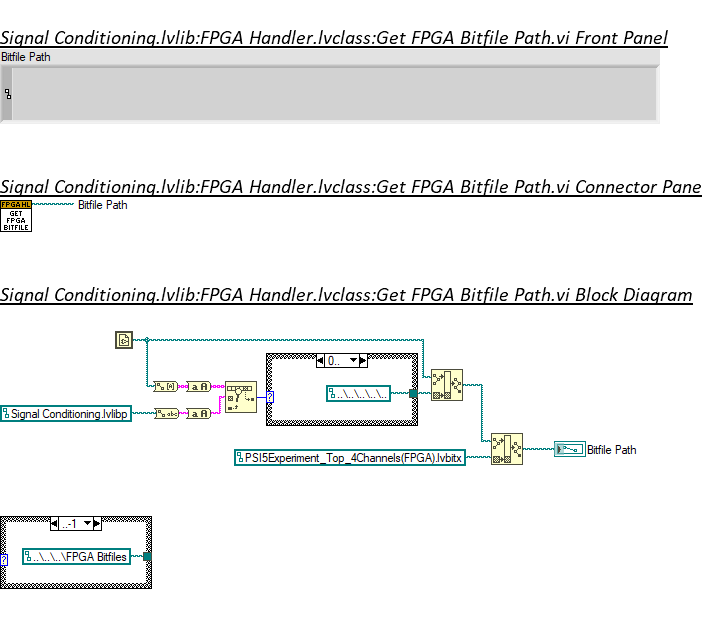 Signal Conditioning.lvlib:FPGA Handler.lvclass:Get FPGA Bitfile Path.vi Front Panel
Bitfile Path
Signal Conditioning.lvlib:FPGA Handler.lvclass:Get FPGA Bitfile Path.vi Connector Pane
FPGAHL
GET
FPGA
BITFILE
Bitfile Path
Signal Conditioning.lvlib:FPGA Handler.lvclass:Get FPGA Bitfile Path.vi Block Diagram
0..
..\..\..\..\..
a A
Signal Conditioning.lvlibp
abc
a A
?
PSI5Experiment_Top_4Channels(FPGA).lvbitx
Bitfile Path
..-1
?
..\..\..\FPGA Bitfiles